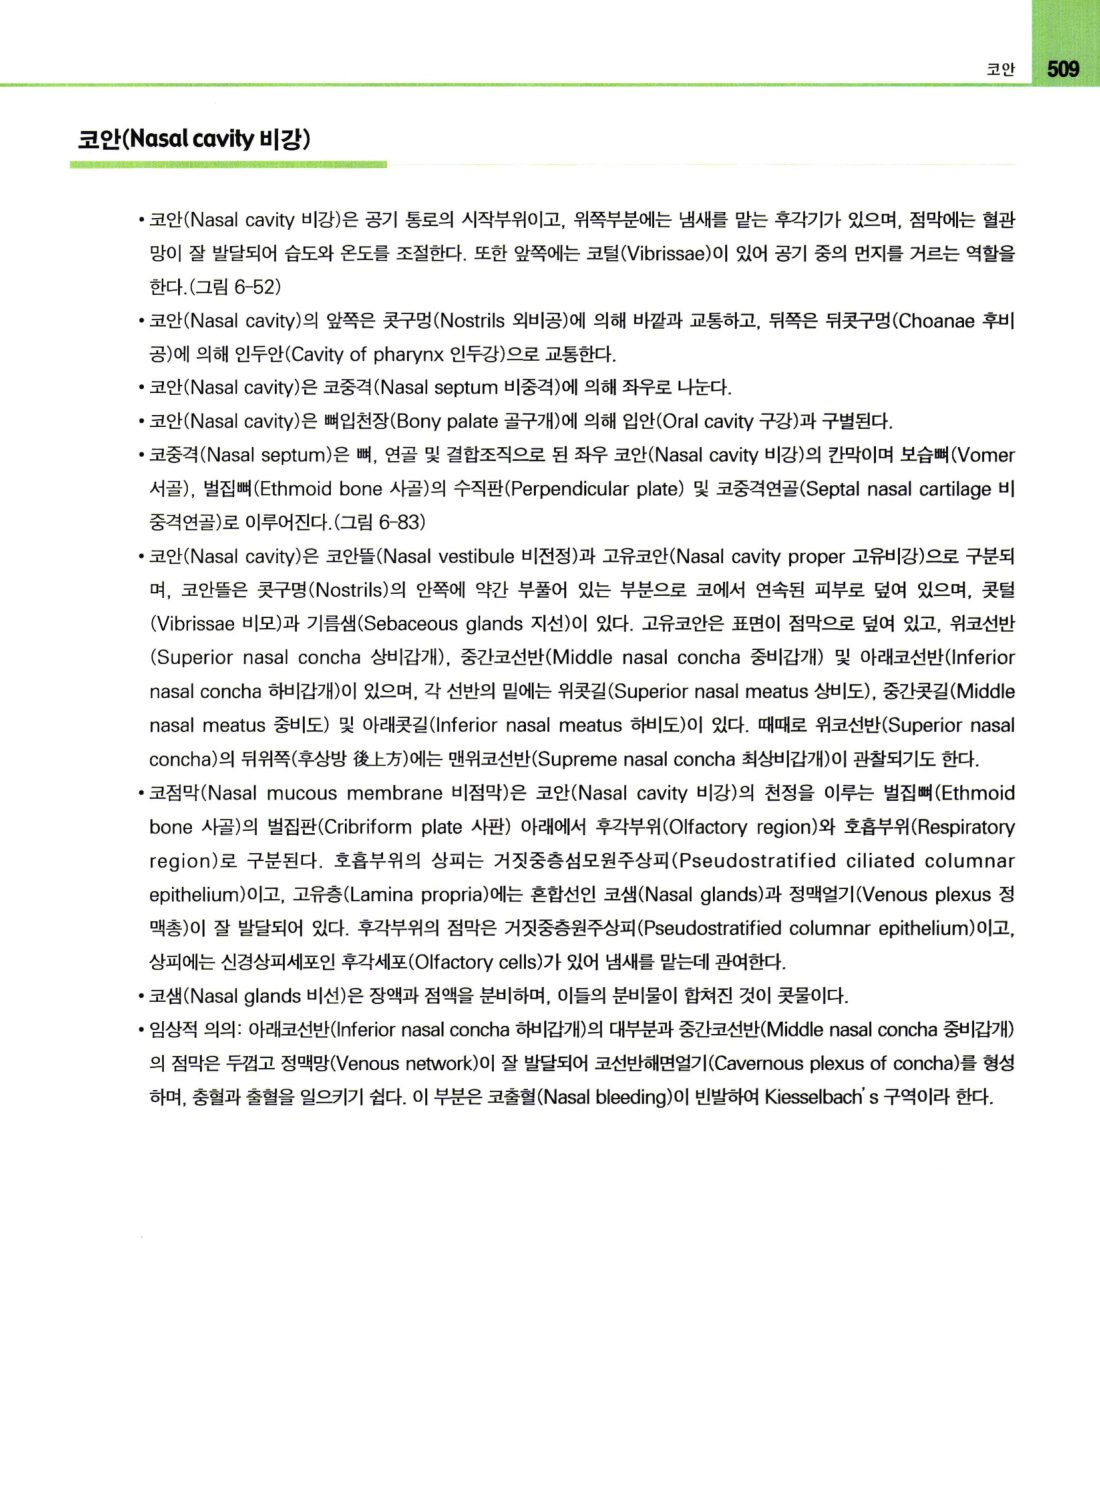 코안 509
코안(Nasal cavity 비강)
• 코안(Nasal cavity 비강)은 공기 통로의 시작부위이고, 위쪽부분에는 냄새를 맡는 후각기가 있으며, 점막에는 혈관
망이 잘 발달되어 습도와 온도를 조절한다. 또한 앞쪽에는 코털(Vibrissae)이 있어 공기 중의 먼지를 거르는 역할을
한다.(그림 6-52)
• 코안(Nasal cavity)의 앞쪽은 콧구멍(Nostrils 외비공)에 의해 바깥과 교통하고, 뒤쪽은 뒤콧구멍(Choanae 후비
공)에 의해 인두안(Cavity of pharynx 인두강)으로 교통한다.
• 코안(Nasal cavity)은 코중격(Nasal septum 비중격)에 의해 좌우로 나눈다.
• 코안(Nasal cavity)은 뼈입천장(Bony palate 골구개)에 의해 입안(Oral cavity 구강)과 구별된다.
• 코중격(Nasal septum)은 뼈, 연골 및 결합조직으로 된 좌우 코안(Nasal cavity 비강)의 칸막이며 보습뼈(Vomer
서골), 벌집뼈(Ethmoid bone 사골)의 수직판(Perpendicular plate) 및 코중격연골(Septal nasal cartilage 비
중격연골)로 이루어진다.(그림 6-83)
• 코안(Nasal cavity)은 코안뜰(Nasal vestibule 비전정)과 고유코안(Nasal cavity proper 고유비강)으로 구분되
며, 코안뜰은 콧구명(Nostrils)의 안쪽에 약간 부풀어 있는 부분으로 코에서 연속된 피부로 덮여 있으며, 콧털
(Vibrissae 비모)과 기름샘(Sebaceous glands 지선)이 있다. 고유코안은 표면이 점막으로 덮여 있고, 위코선반
(Superior nasal concha 상비갑개), 중간코선반(Middle nasal concha 중비갑개) 및 아래코선반(Inferior
nasal concha 하비갑개)이 있으며, 각 선반의 밑에는 위콧길(Superior nasal meatus 상비도), 중간콧길(Middle
nasal meatus 중비도) 및 아래콧길(Inferior nasal meatus 하비도)이 있다. 때때로 위코선반(Superior nasal
concha)의 뒤위쪽(후상방 後上方)에는 맨위코선반(Supreme nasal concha 최상비갑개)이 관찰되기도 한다.
• 코점막(Nasal mucous membrane 비점막)은 코안(Nasal cavity 비강)의 천정을 이루는 벌집뼈(Ethmoid
bone 사골)의 벌집판(Cribriform plate 사판) 아래에서 후각부위(Olfactory region)와 호흡부위(Respiratory
region)로 구분된다. 호흡부위의 상피는 거짓중층섬모원주상피(Pseudostratified ciliated columnar
epithelium)이고, 고유층(Lamina propria)에는 혼합선인 코샘(Nasal glands)과 정맥얼기(Venous plexus 정
맥총)이 잘 발달되어 있다. 후각부위의 점막은 거짓중층원주상피(Pseudostratified columnar epithelium)이고,
상피에는 신경상피세포인 후각세포(Olfactory cells)가 있어 냄새를 맡는데 관여한다.
• 코샘(Nasal glands 비선)은 장액과 점액을 분비하며, 이들의 분비물이 합쳐진 것이 콧물이다.
• 임상적 의의: 아래코선반(Inferior nasal concha 하비갑개)의 대부분과 중간코선반(Middle nasal concha 중비갑개)
의 점막은 두껍고 정맥망(Venous network)이 잘 발달되어 코선반해면얼기(Cavernous plexus of concha)를 형성
하며, 충혈과 출혈을 일으키기 쉽다. 이 부분은 코출혈(Nasal bleeding)이 빈발하여 Kiesselbach's 구역이라 한다.